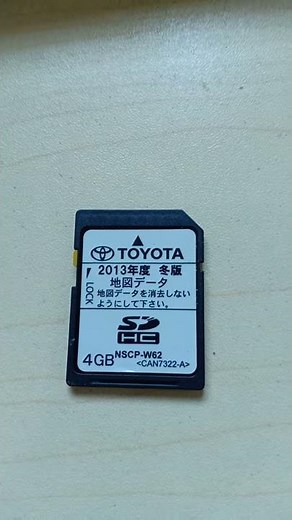 TOYOTA
2013年度 冬版
地図データ
地図データを消去しない
ようにして下さい。
LOCK
SD
HC
4GB
NSCP-W62
<CAN7322-A>